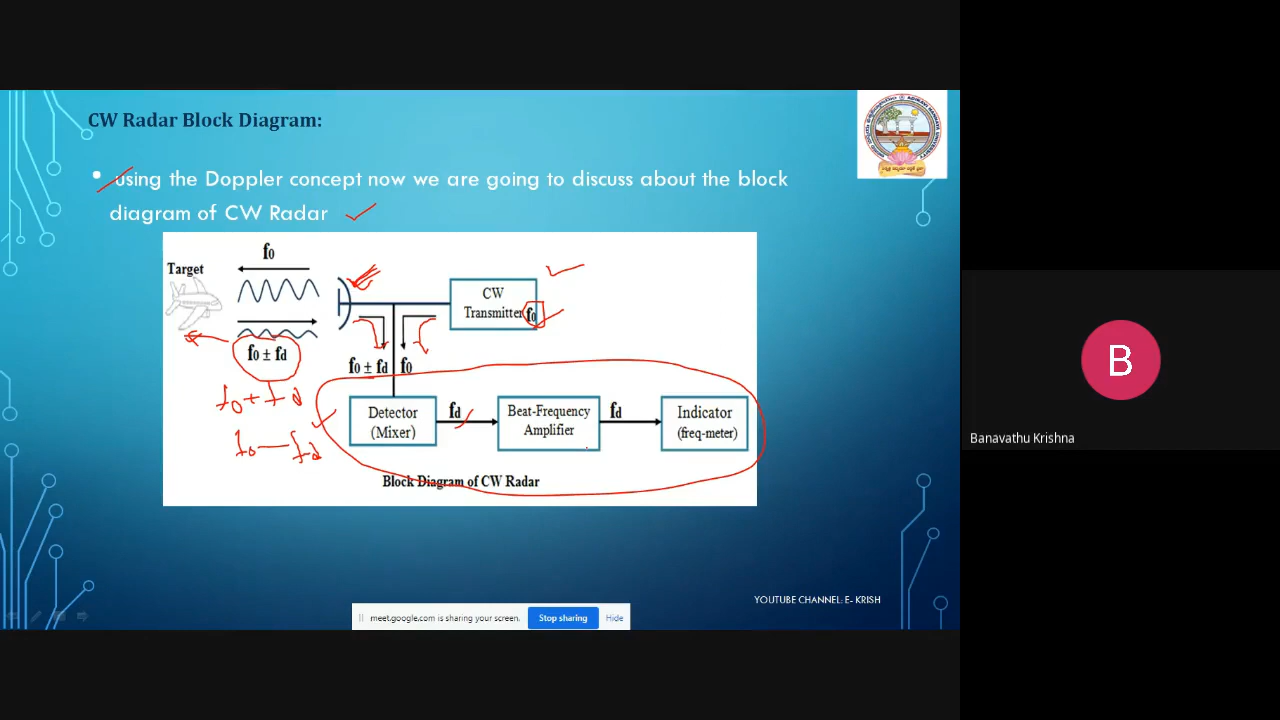 CW Radar Block Diagram:
using the Doppler concept now we are going to discuss about the block
diagram of CW Radar
f0
Target
CW
Transmitter f0
f0 ± fd
f0 ± fd
f0
f0 + fd
f0 - fd
Detector
(Mixer)
fd
Beat-Frequency
Amplifier
fd
Indicator
(freq-meter)
Block Diagram of CW Radar
YOUTUBE CHANNEL: E- KRISH
meet.google.com is sharing your screen.
Stop sharing
Hide
B
Banavathu Krishna